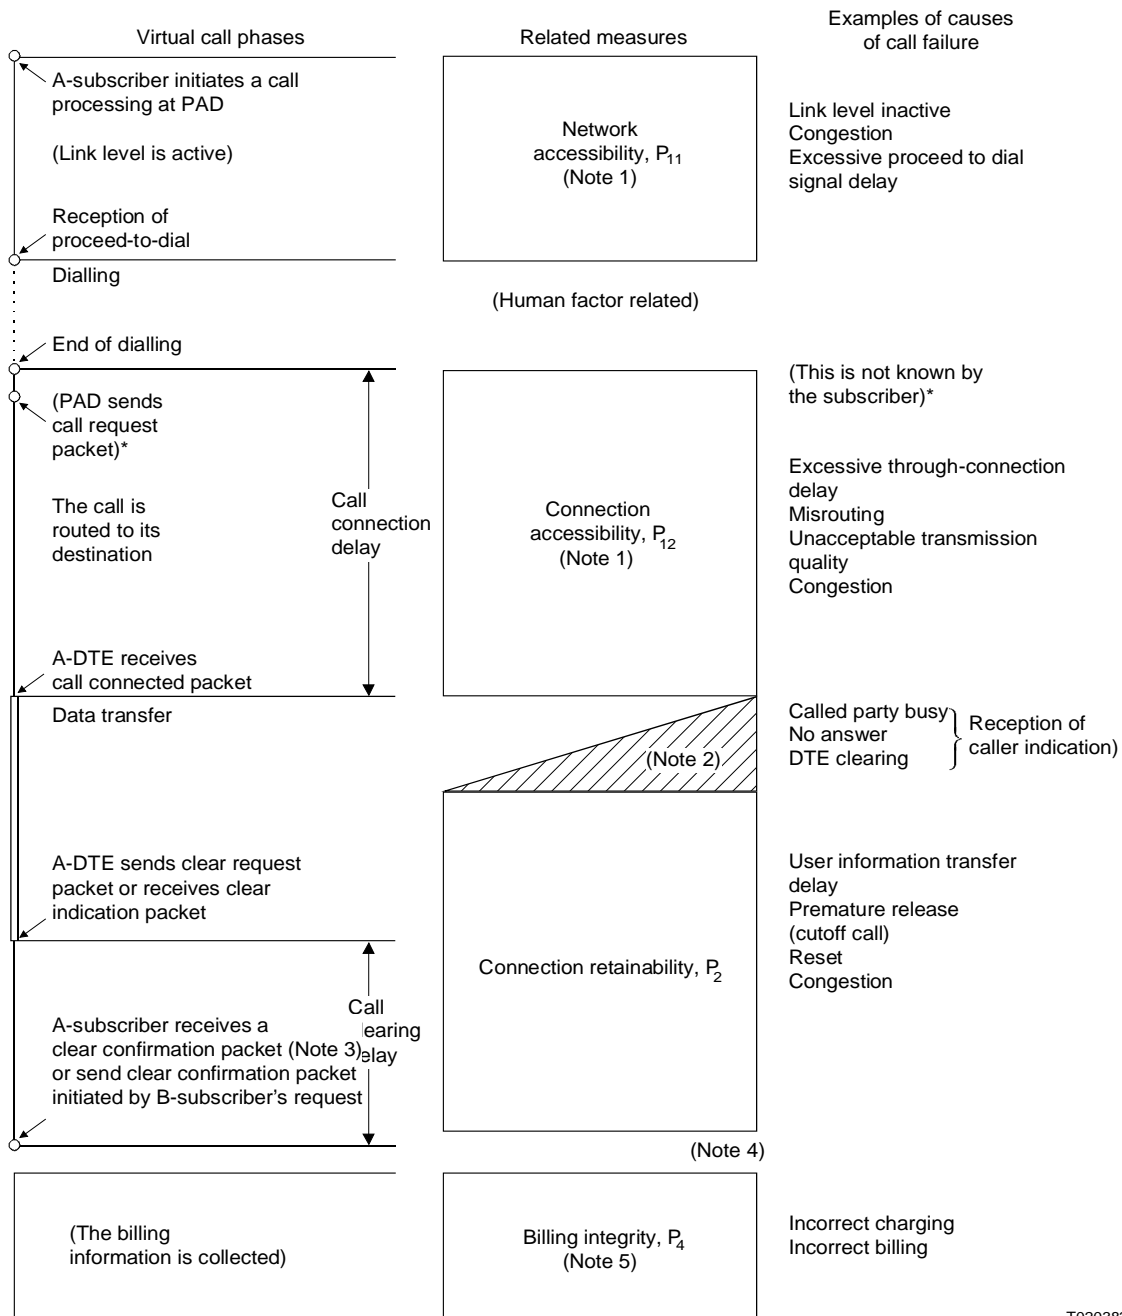 Virtual call phases
Related measures
Examples of causes
of call failure
A-subscriber initiates a call
processing at PAD
(Link level is active)
Network
accessibility, P11
(Note 1)
Link level inactive
Congestion
Excessive proceed to dial
signal delay
Reception of
proceed-to-dial
Dialling
(Human factor related)
End of dialling
(PAD sends
call request
packet)*
The call is
routed to its
destination
Call
connection
delay
Connection
accessibility, P12
(Note 1)
(This is not known by
the subscriber)*
Excessive through-connection
delay
Misrouting
Unacceptable transmission
quality
Congestion
A-DTE receives
call connected packet
Data transfer
(Note 2)
Called party busy
No answer
DTE clearing
Reception of
caller indication)
A-DTE sends clear request
packet or receives clear
indication packet
Connection retainability, P2
User information transfer
delay
Premature release
(cutoff call)
Reset
Congestion
Call
learing
elay
A-subscriber receives a
clear confirmation packet (Note 3)
or send clear confirmation packet
initiated by B-subscriber's request
(Note 4)
(The billing
information is collected)
Billing integrity, P4
(Note 5)
Incorrect charging
Incorrect billing